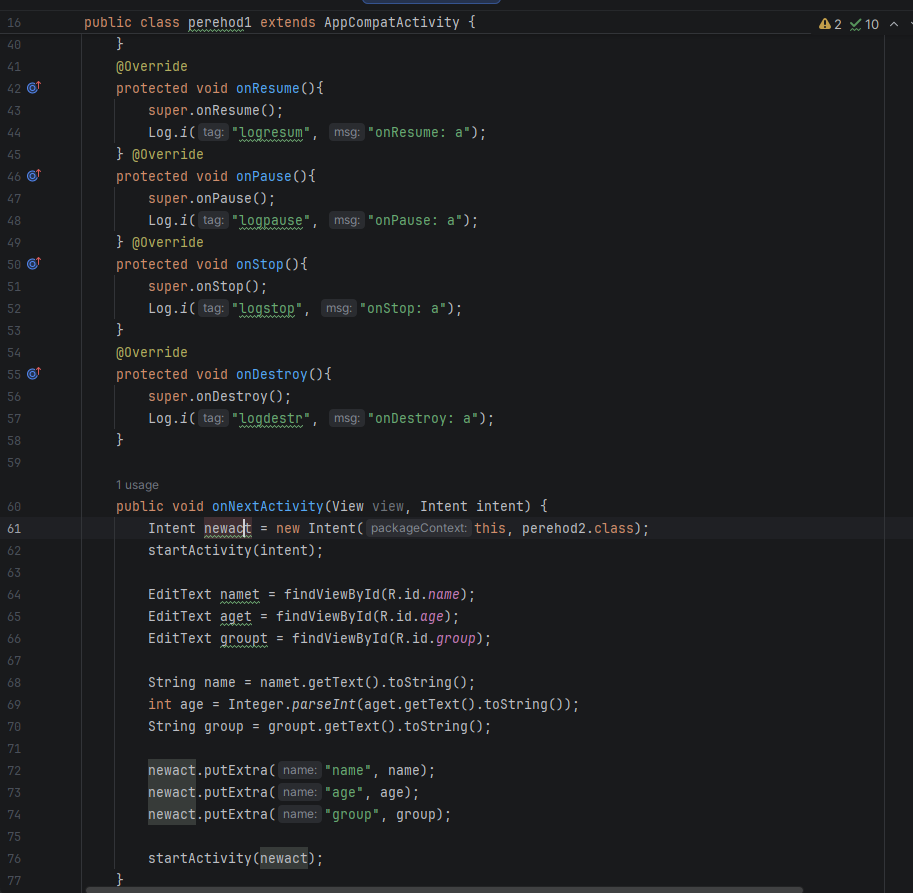 16 public class perehod1 extends AppCompatActivity {
2 10
40 }
41 @Override
42 protected void onResume(){
43 super.onResume();
44 Log.i( tag: "logresum", msg: "onResume: a");
45 } @Override
46 protected void onPause(){
47 super.onPause();
48 Log.i( tag: "logpause", msg: "onPause: a");
49 } @Override
50 protected void onStop(){
51 super.onStop();
52 Log.i( tag: "logstop", msg: "onStop: a");
53 }
54 @Override
55 protected void onDestroy(){
56 super.onDestroy();
57 Log.i( tag: "logdestr", msg: "onDestroy: a");
58 }
59
1 usage
60 public void onNextActivity(View view, Intent intent) {
61 Intent newact = new Intent( packageContext: this, perehod2.class);
62 startActivity(intent);
63
64 EditText namet = findViewById(R.id.name);
65 EditText aget = findViewById(R.id.age);
66 EditText groupt = findViewById(R.id.group);
67
68 String name = namet.getText().toString();
69 int age = Integer.parseInt(aget.getText().toString());
70 String group = groupt.getText().toString();
71
72 newact.putExtra( name: "name", name);
73 newact.putExtra( name: "age", age);
74 newact.putExtra( name: "group", group);
75
76 startActivity(newact);
77 }